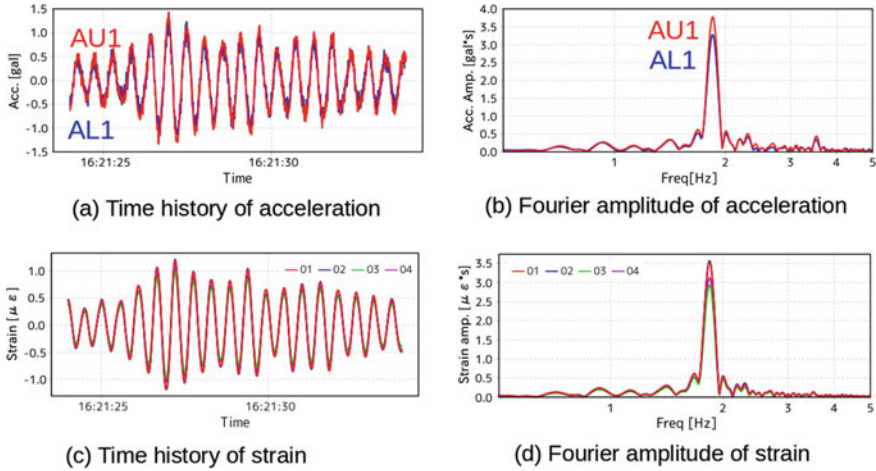 1.5
1.0
0.5
0.0
-0.5
-1.0
1.5
Acc. [gal]
AU1
AL1
16:21:25
16:21:30
Time
(a) Time history of acceleration
4.0
3.5
3.0
2.5
2.0
1.5
1.0
0.5
0.0
Acc. Amp. [gal*s]
AU1
AL1
1
2
3
4
5
Freq[Hz]
(b) Fourier amplitude of acceleration
1.0
0.5
0.0
-0.5
-1.0
Strain [μ ε]
01 02 03 04
16:21:25
16:21:30
Time
(c) Time history of strain
3.5
3.0
2.5
2.0
1.5
1.0
0.5
0.0
Strain amp. [μ ε*s]
01 02 03 04
1
2
3
4
5
Freq [Hz]
(d) Fourier amplitude of strain